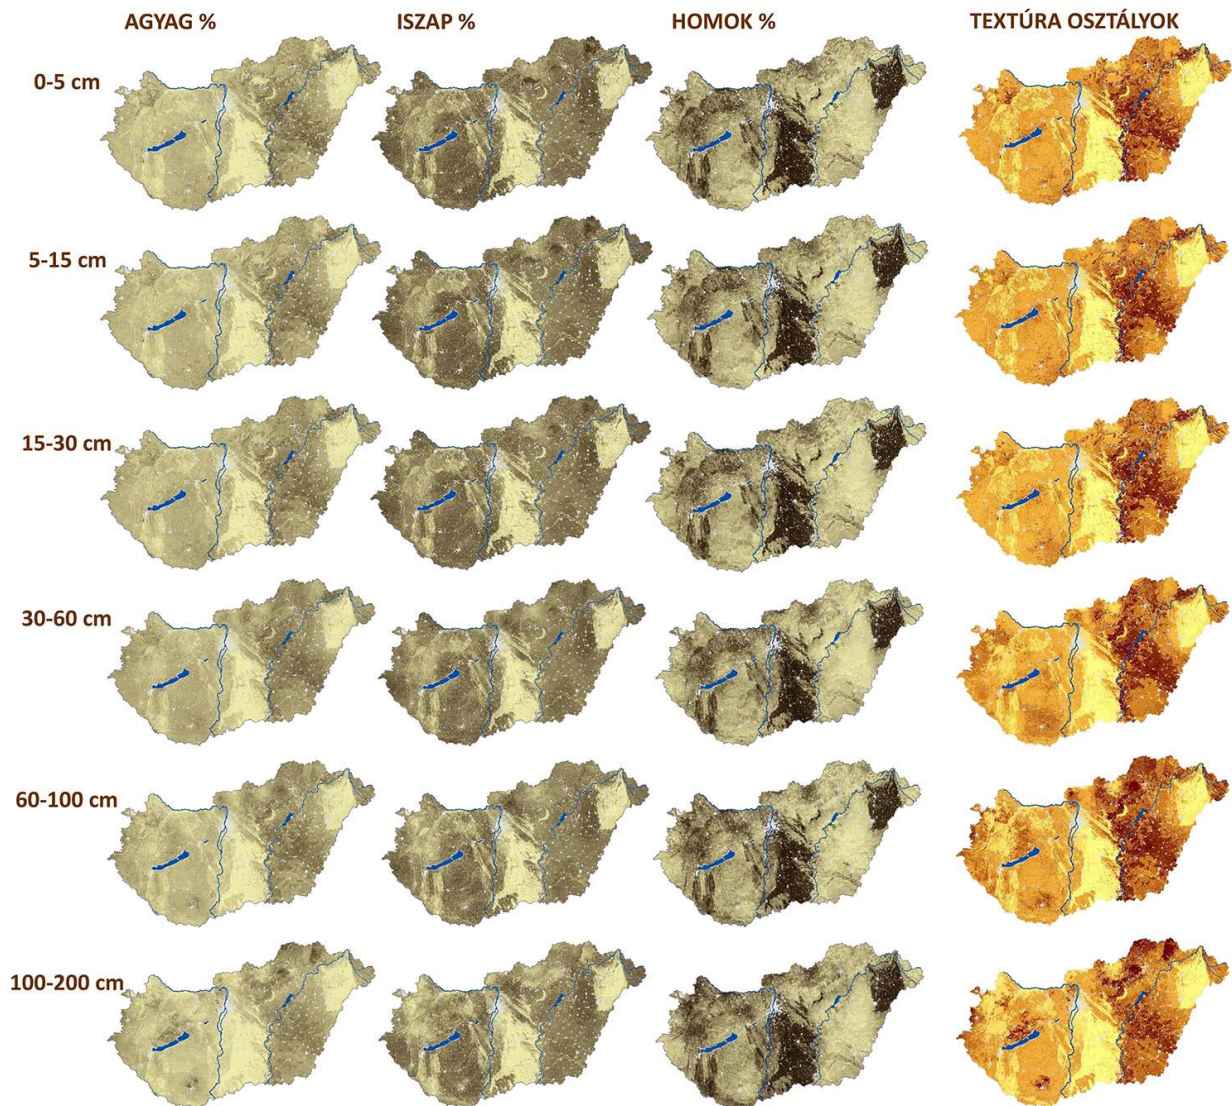 AGYAG % ISZAP % HOMOK % TEXTÚRA OSZTÁLYOK
0-5 cm
5-15 cm
15-30 cm
30-60 cm
60-100 cm
100-200 cm